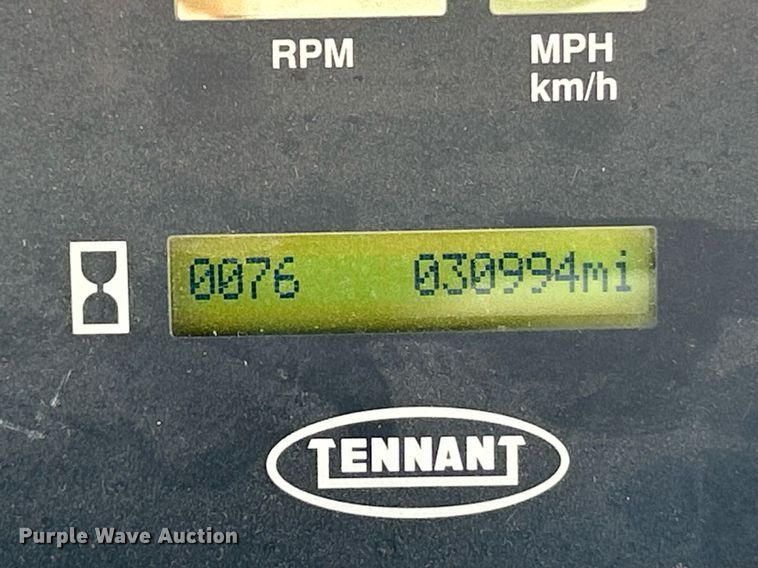 RPM
MPH
km/h
0076 030994mi
TENNANT
Purple Wave Auction